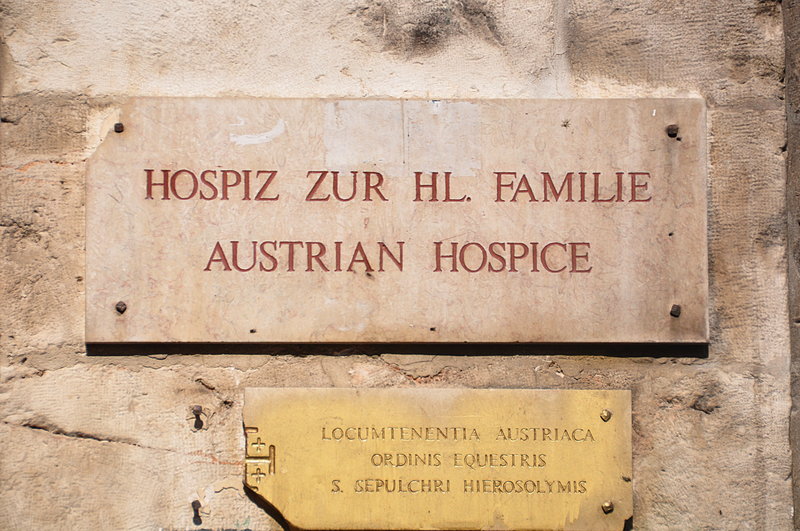 HOSPIZ ZUR HL. FAMILIE
AUSTRIAN HOSPICE
LOCUMTENENTIA AUSTRIACA
ORDINIS EQUESTRIS
S. SEPULCHRI HIEROSOLYMIS